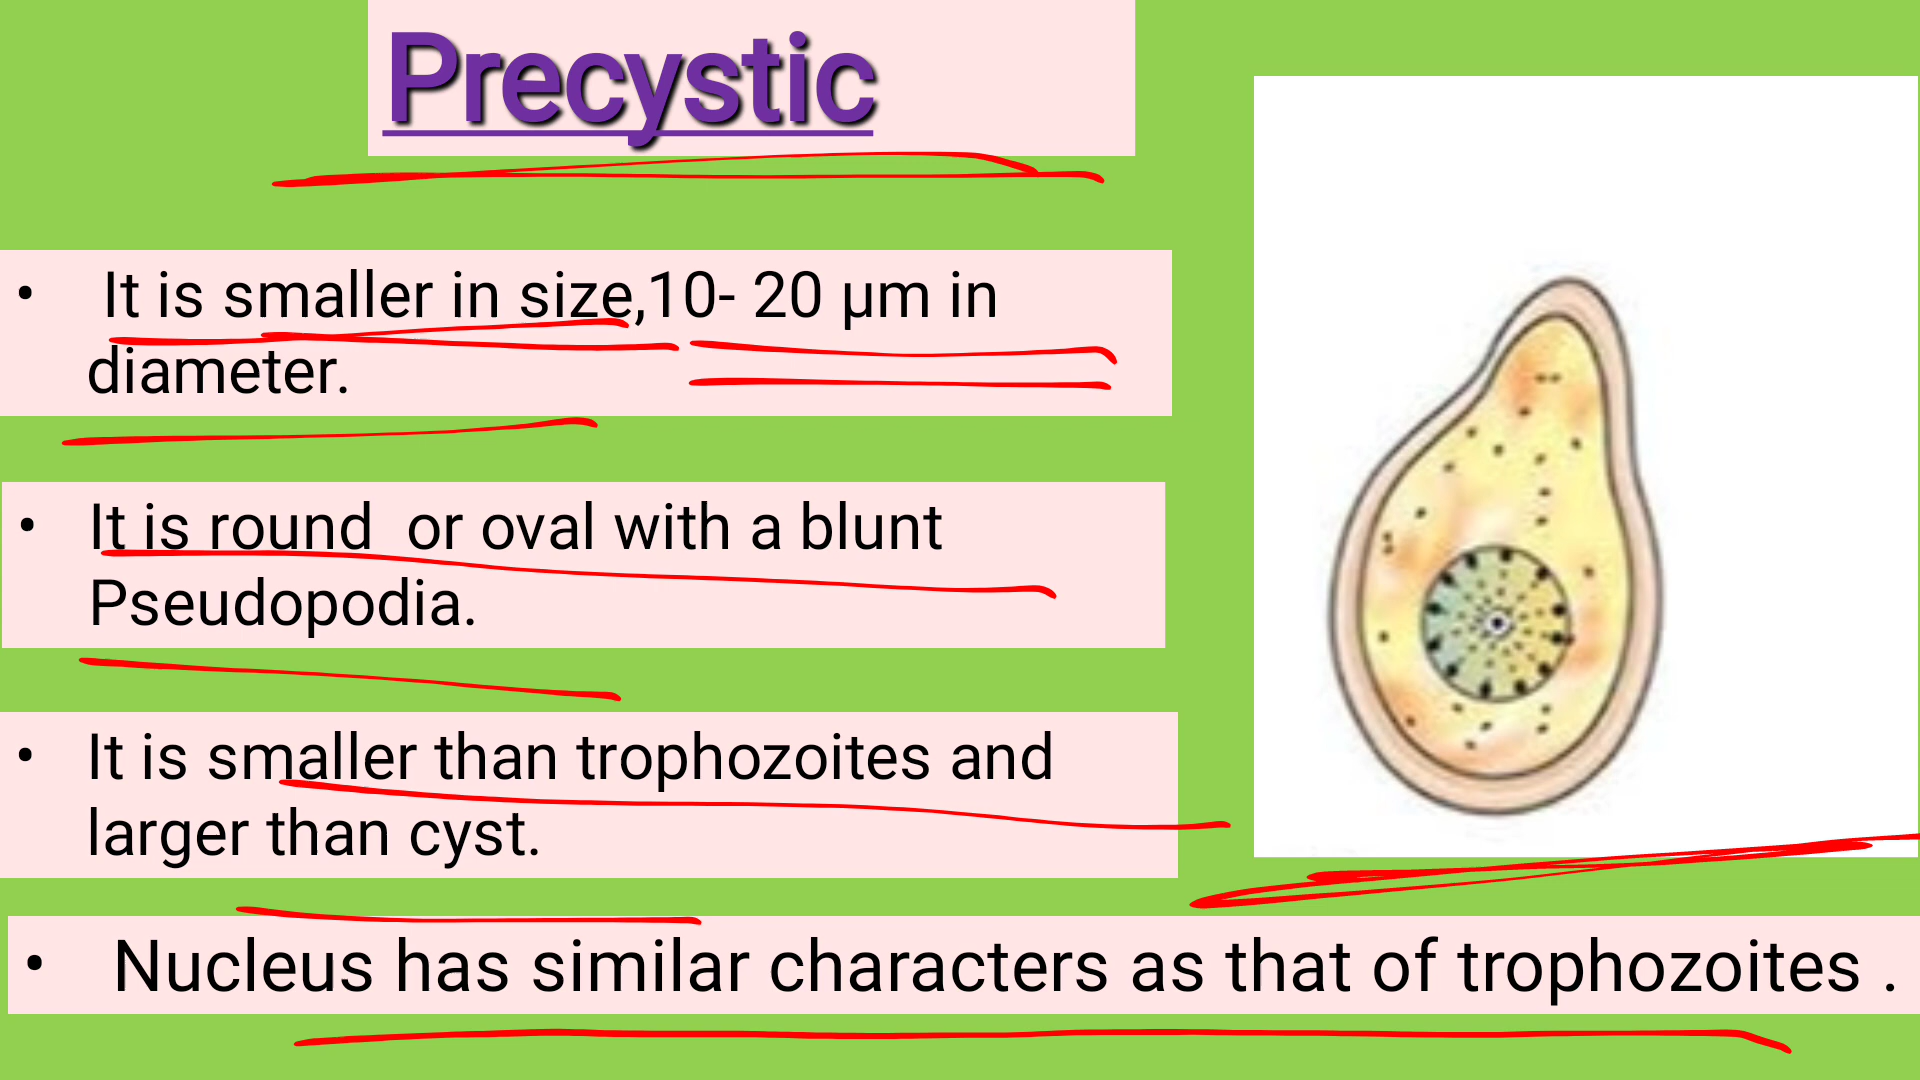 Precystic
• It is smaller in size,10- 20 μm in
diameter.
• It is round or oval with a blunt
Pseudopodia.
• It is smaller than trophozoites and
larger than cyst.
• Nucleus has similar characters as that of trophozoites .